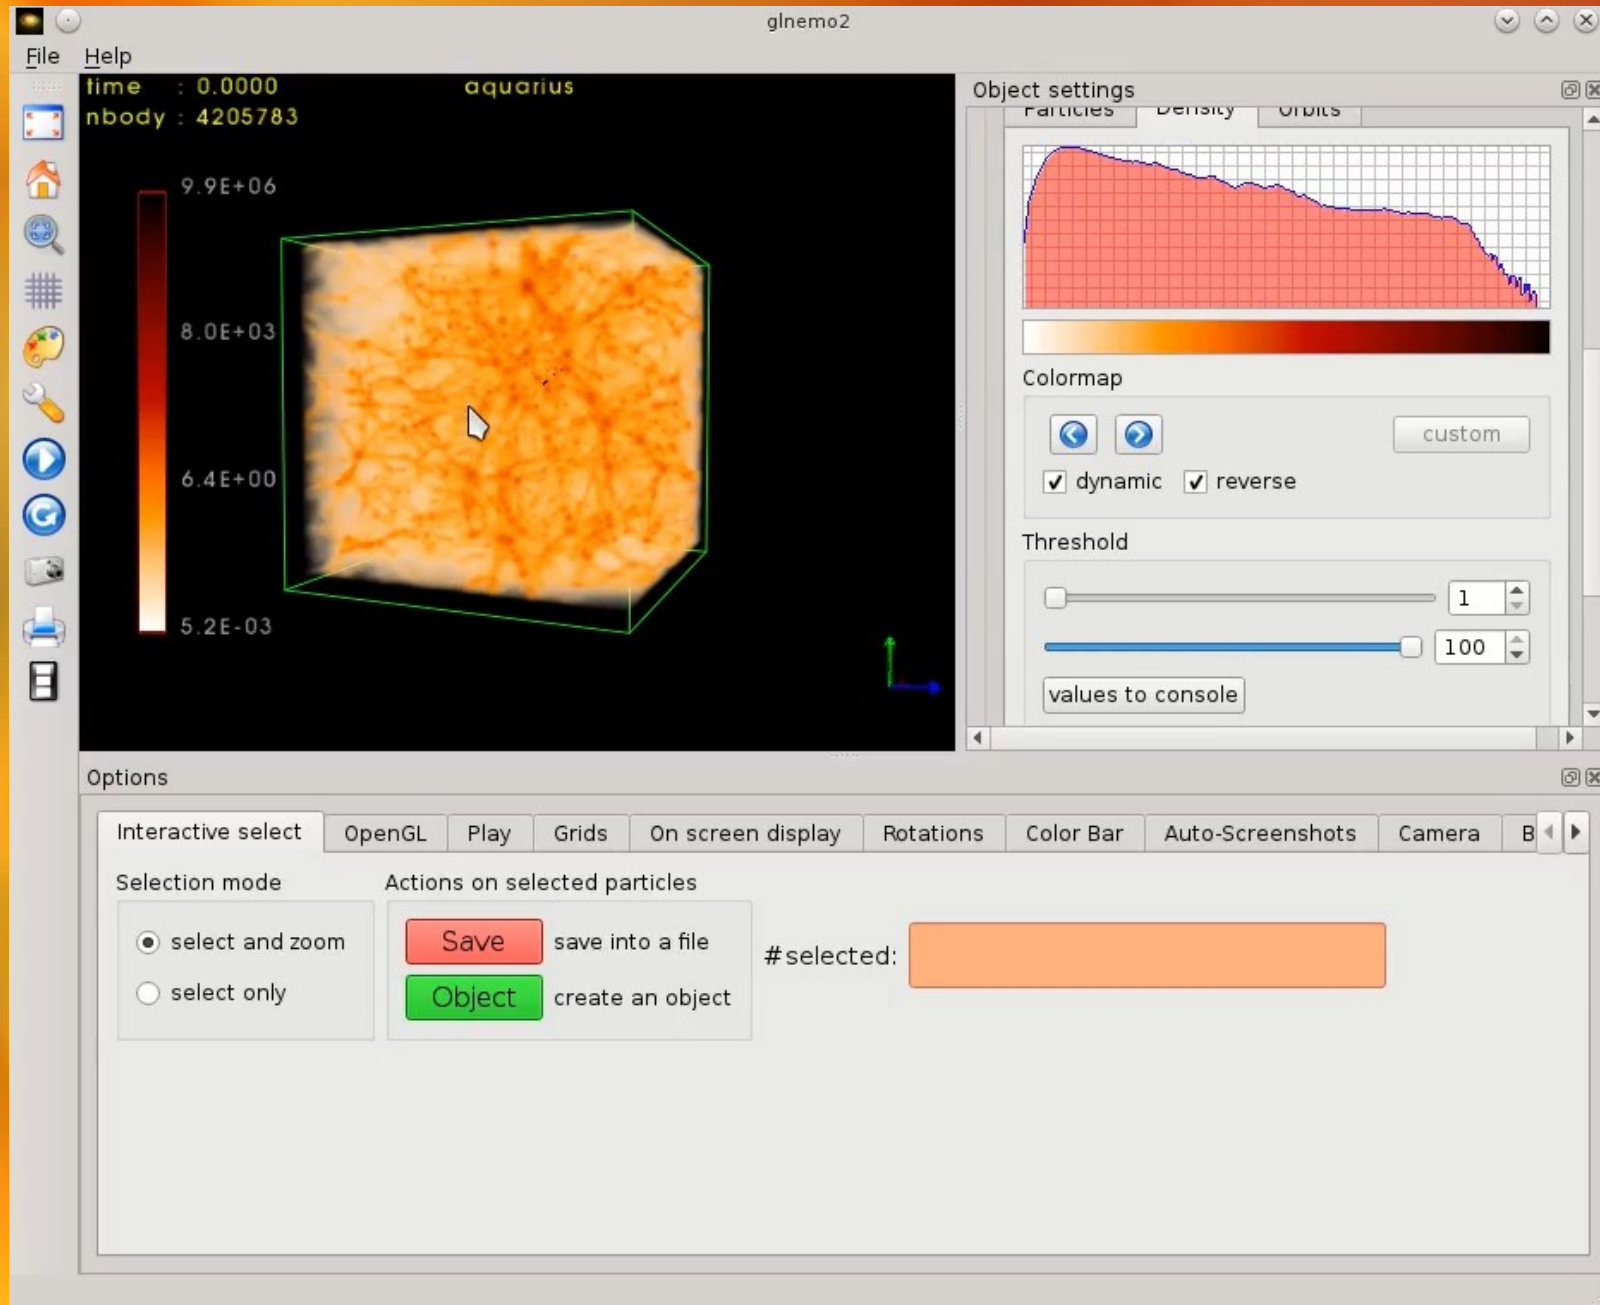 glnemo2
File Help
time : 0.0000 aquarius
nbody : 4205783
9.9E+06
8.0E+03
6.4E+00
5.2E-03
Object settings
Particles Density Orbits
Colormap
custom
dynamic reverse
Threshold
1
100
values to console
Options
Interactive select OpenGL Play Grids On screen display Rotations Color Bar Auto-Screenshots Camera B
Selection mode Actions on selected particles
select and zoom Save save into a file
#selected:
select only Object create an object